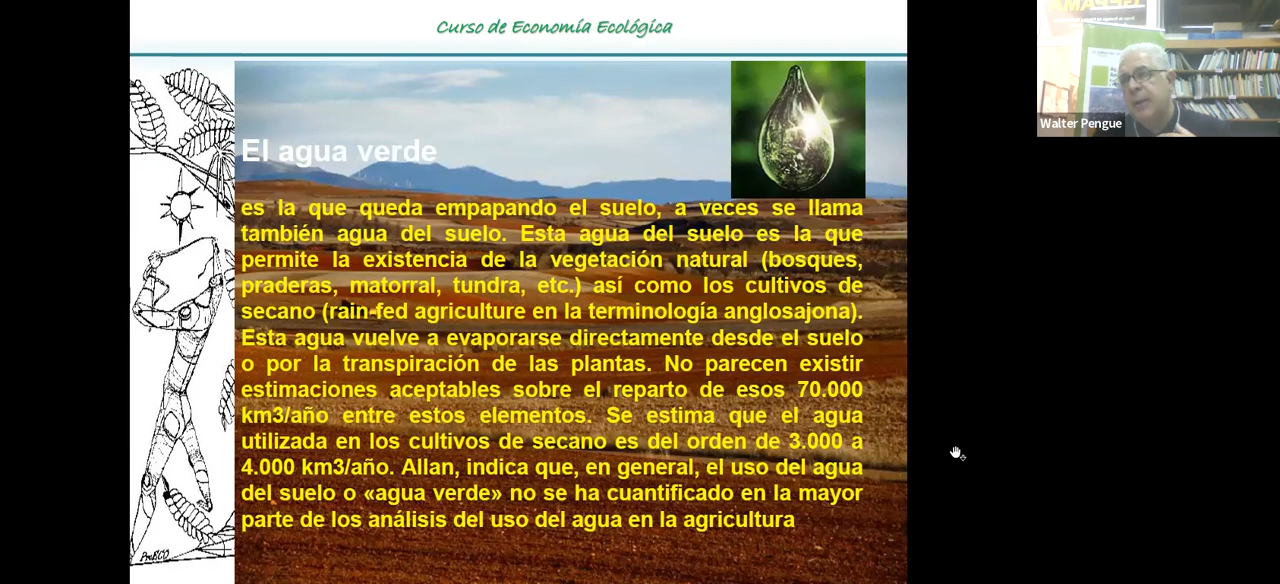 Curso de Economía Ecológica
El agua verde
es la que queda empapando el suelo, a veces se llama
también agua del suelo. Esta agua del suelo es la que
permite la existencia de la vegetación natural (bosques,
praderas, matorral, tundra, etc.) así como los cultivos de
secano (rain-fed agriculture en la terminología anglosajona).
Esta agua vuelve a evaporarse directamente desde el suelo
o por la transpiración de las plantas. No parecen existir
estimaciones aceptables sobre el reparto de esos 70.000
km3/año entre estos elementos. Se estima que el agua
utilizada en los cultivos de secano es del orden de 3.000 a
4.000 km3/año. Allan, indica que, en general, el uso del agua
del suelo o «agua verde» no se ha cuantificado en la mayor
parte de los análisis del uso del agua en la agricultura
Walter Pengue